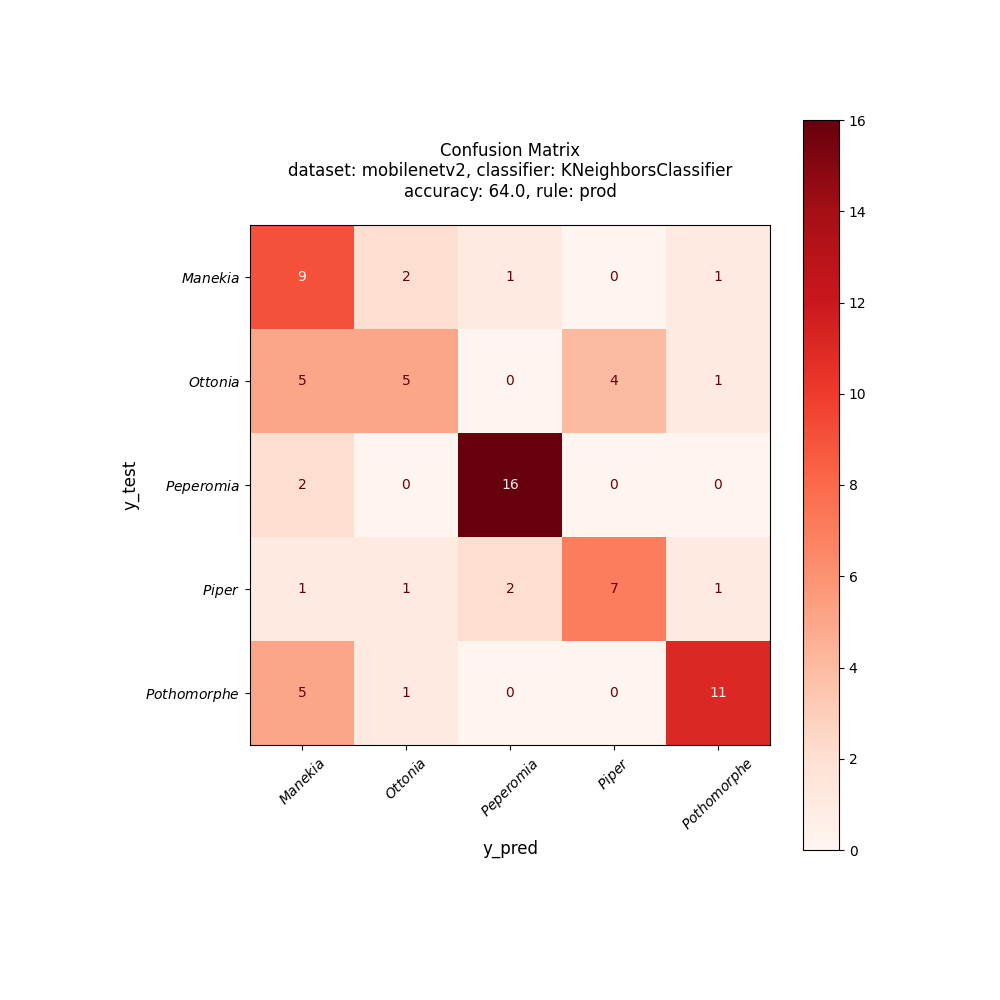 Confusion Matrix
dataset: mobilenetv2, classifier: KNeighborsClassifier
accuracy: 64.0, rule: prod
y_test
Manekia 9 2 1 0 1
Ottonia 5 5 0 4 1
Peperomia 2 0 16 0 0
Piper 1 1 2 7 1
Pothomorphe 5 1 0 0 11
Manekia Ottonia Peperomia Piper Pothomorphe
y_pred
16
14
12
10
8
6
4
2
0